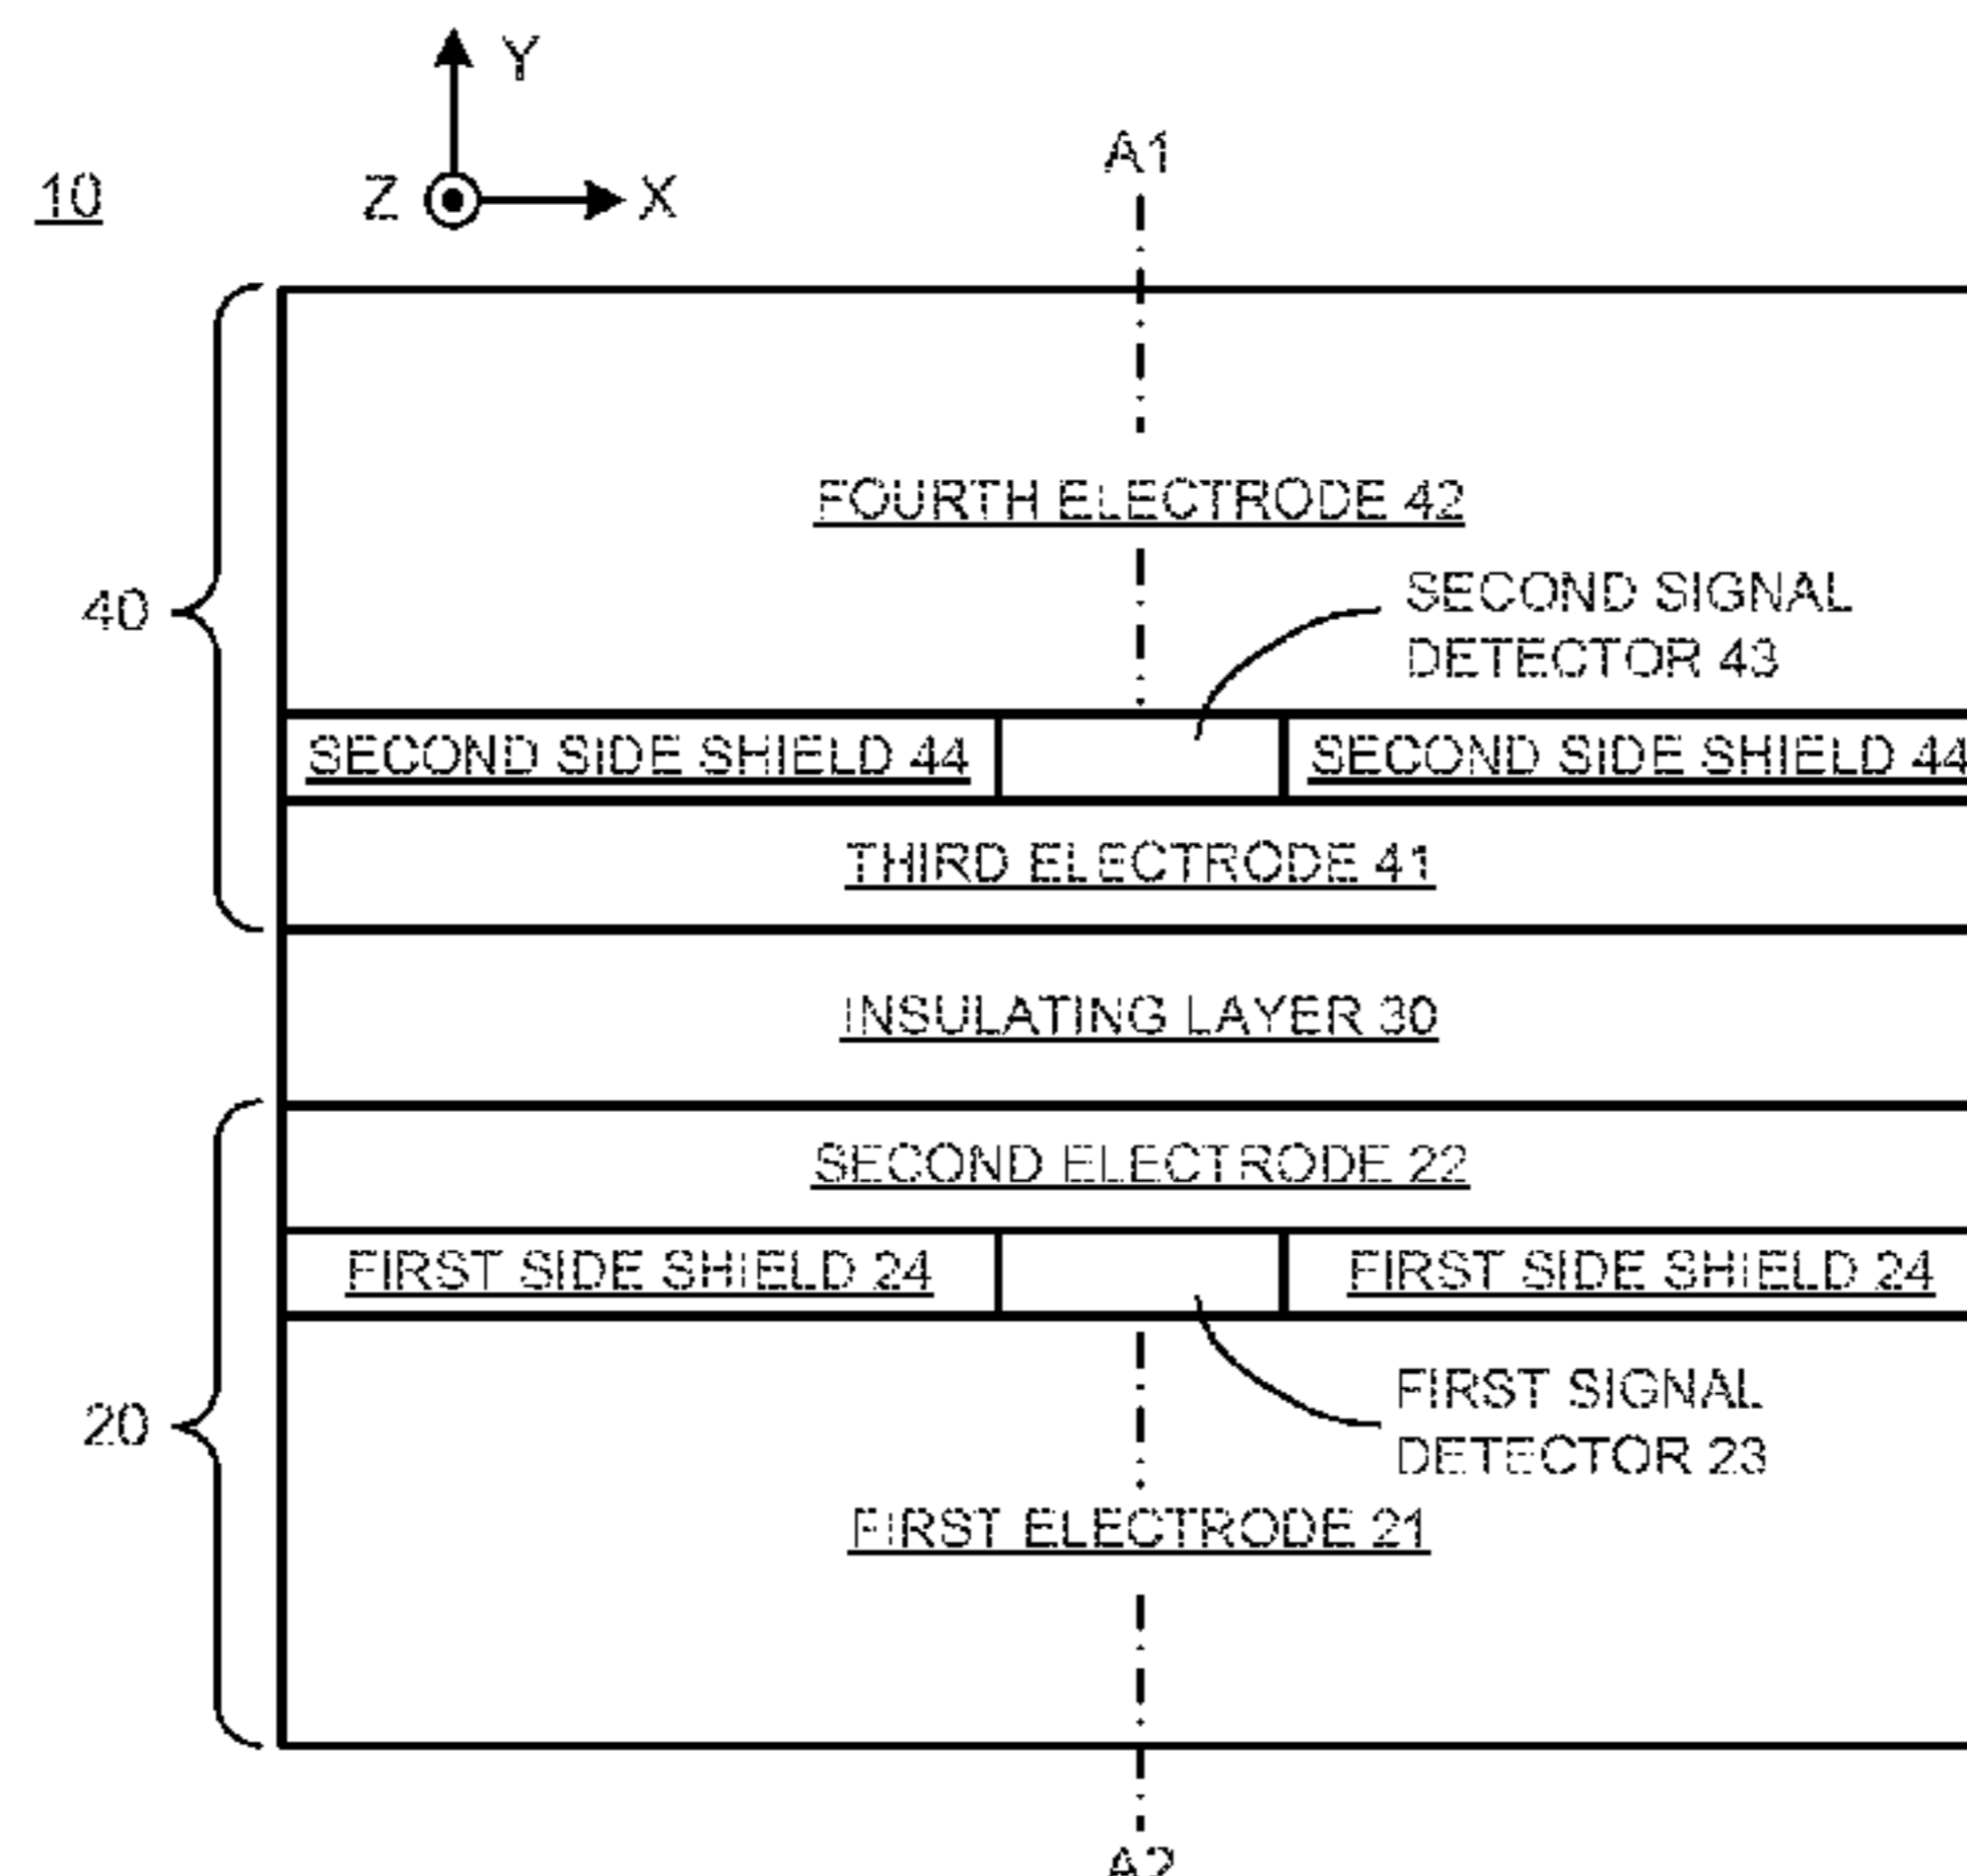 Y
A1
10
Z
X
FOURTH ELECTRODE 42
SECOND SIGNAL
DETECTOR 43
40
SECOND SIDE SHIELD 44
SECOND SIDE SHIELD 44
THIRD ELECTRODE 41
INSULATING LAYER 30
SECOND ELECTRODE 22
FIRST SIDE SHIELD 24
FIRST SIDE SHIELD 24
FIRST SIGNAL
DETECTOR 23
20
FIRST ELECTRODE 21
A2